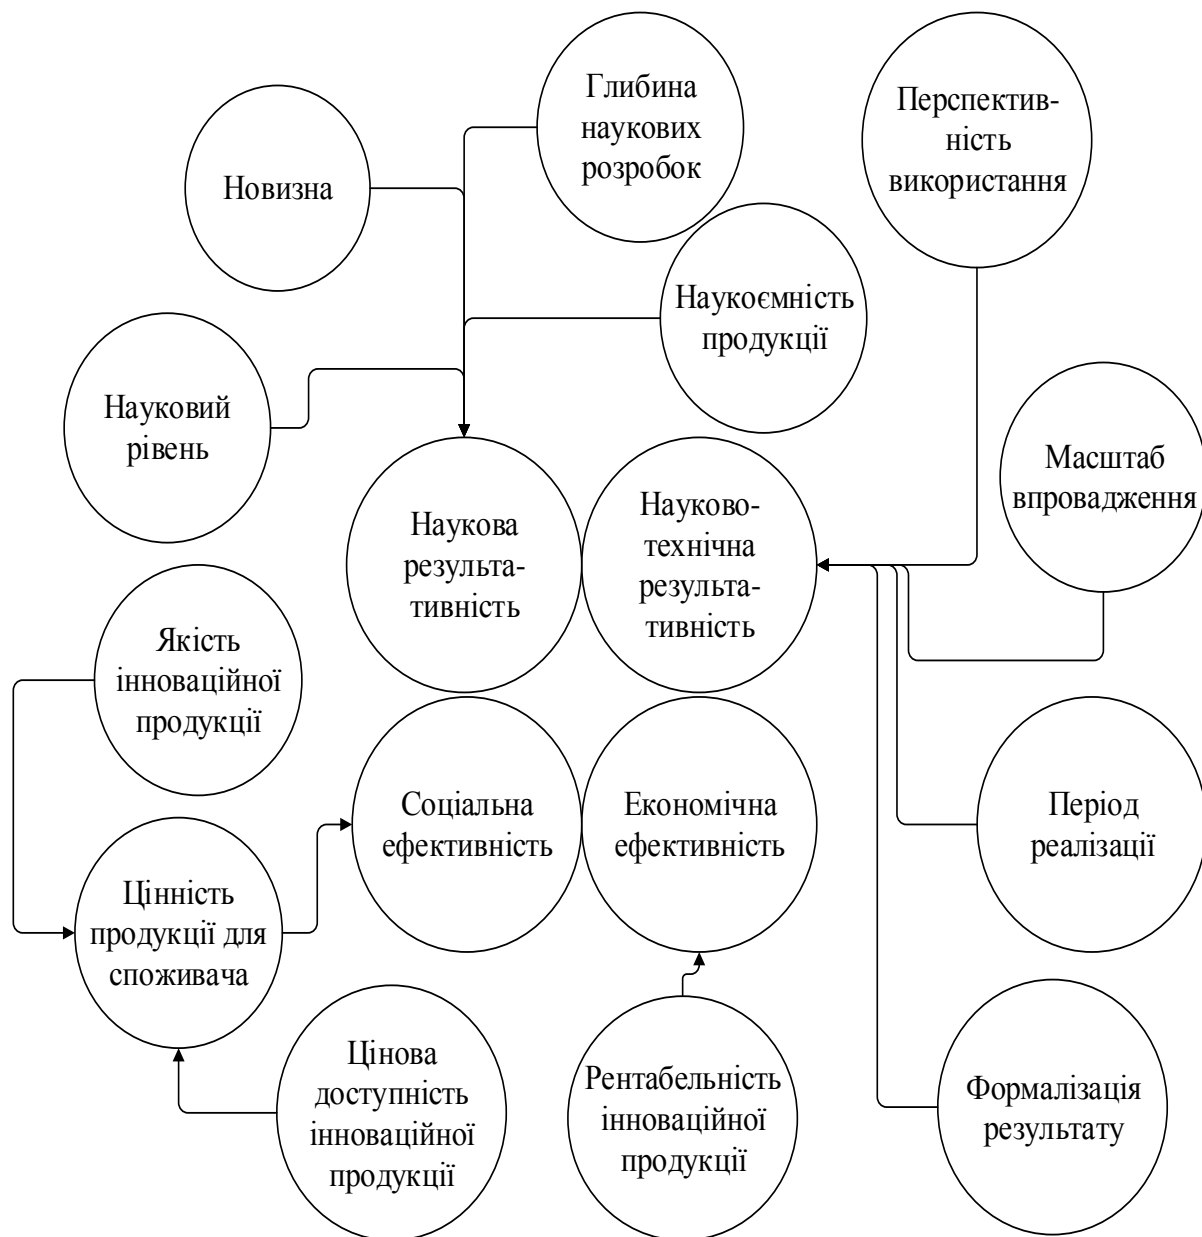 Глибина
наукових
розробок
Перспектив-
ність
використання
Новизна
Наукоємність
продукції
Науковий
рівень
Масштаб
впровадження
Наукова
результа-
тивність
Науково-
технічна
результа-
тивність
Якість
інноваційної
продукції
Соціальна
ефективність
Економічна
ефективність
Період
реалізації
Цінність
продукції для
споживача
Цінова
доступність
інноваційної
продукції
Рентабельність
інноваційної
продукції
Формалізація
результату